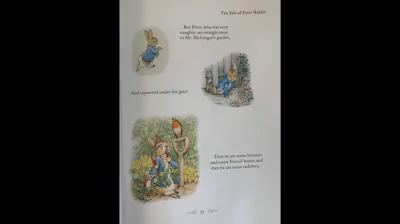 The Tale of Peter Rabbit
But Peter, who was very
naughty, ran straight away
to Mr. McGregor's garden,
And squeezed under the gate!
First he ate some lettuces
and some French beans; and
then he ate some radishes;